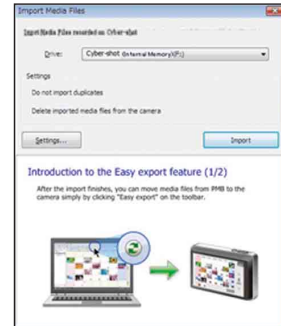 Import Media Files
Import Media Files recorded on Cyber-shot
Drive: Cyber-shot (Internal Memory)(F:)
Settings
Do not import duplicates
Delete imported media files from the camera
Settings... Import
Introduction to the Easy export feature (1/2)
After the import finishes, you can move media files from PMB to the
camera simply by clicking "Easy export" on the toolbar.